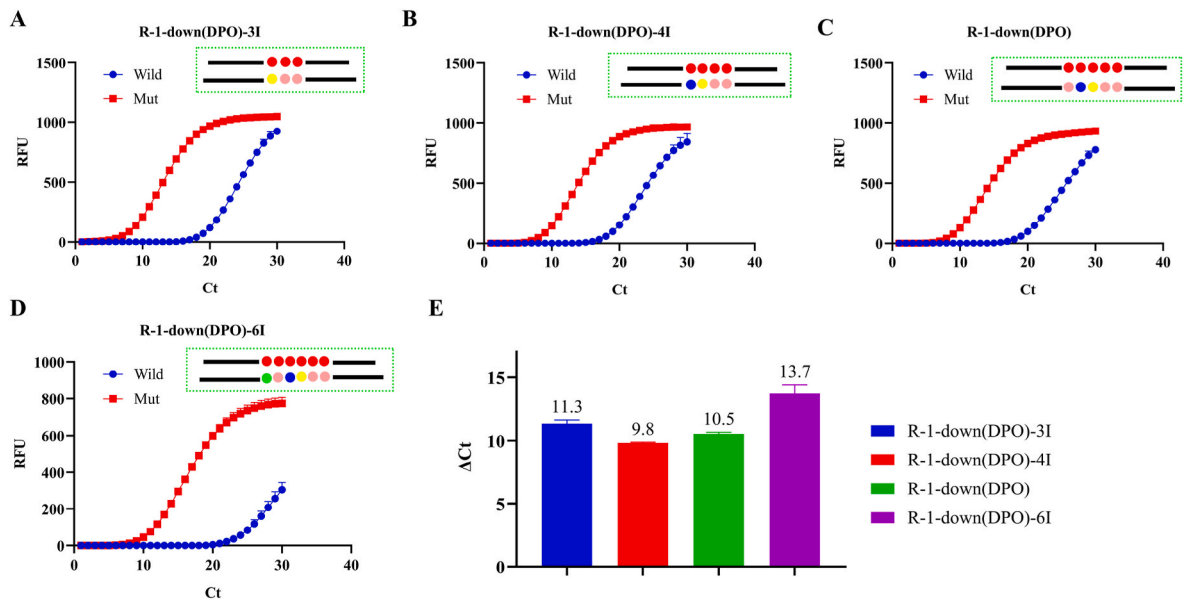 A
R-1-down(DPO)-3I
Wild
Mut
RFU
1500
1000
500
0
0 10 20 30 40
Ct
B
R-1-down(DPO)-4I
Wild
Mut
RFU
1500
1000
500
0
0 10 20 30 40
Ct
C
R-1-down(DPO)
Wild
Mut
RFU
1500
1000
500
0
0 10 20 30 40
Ct
D
R-1-down(DPO)-6I
Wild
Mut
RFU
1000
800
600
400
200
0
0 10 20 30 40
Ct
E
ΔCt
15
10
5
0
11.3
9.8
10.5
13.7
R-1-down(DPO)-3I
R-1-down(DPO)-4I
R-1-down(DPO)
R-1-down(DPO)-6I